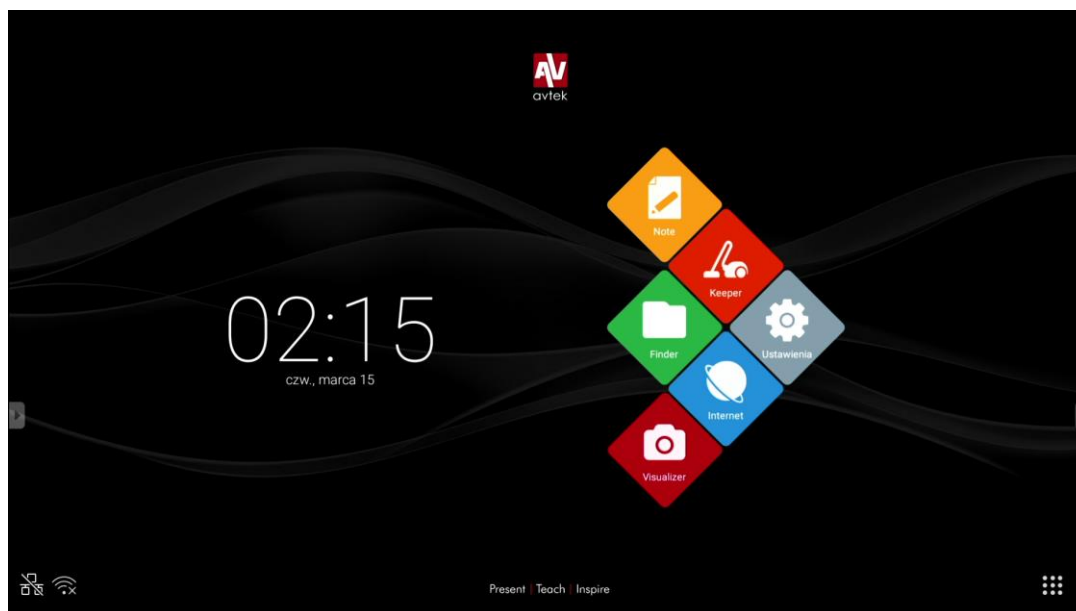 AV
avtek
Note
Keeper
02:15
czw., marca 15
Finder
Ustawienia
Internet
Visualizer
Present | Teach | Inspire